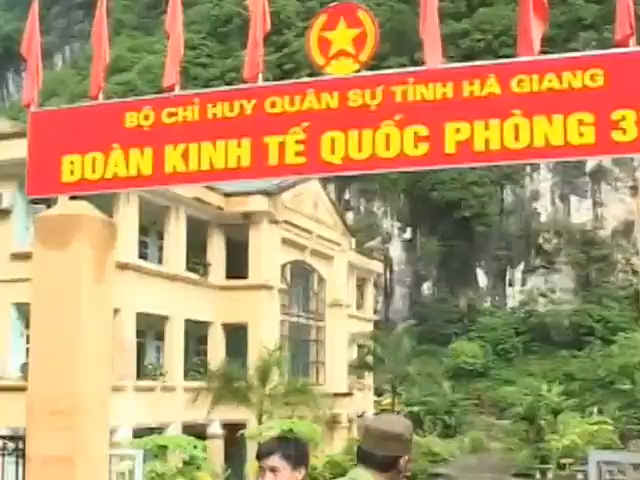 BỘ CHỈ HUY QUÂN SỰ TỈNH HÀ GIANG
ĐOÀN KINH TẾ QUỐC PHÒNG 3